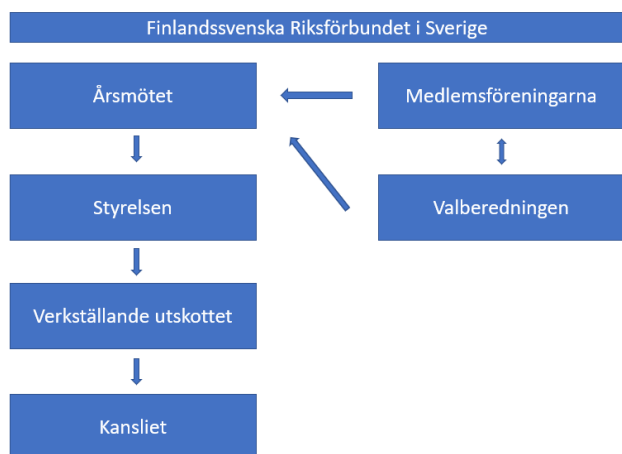 Finlandssvenska Riksförbundet i Sverige
Årsmötet
Medlemsföreningarna
Styrelsen
Valberedningen
Verkställande utskottet
Kansliet